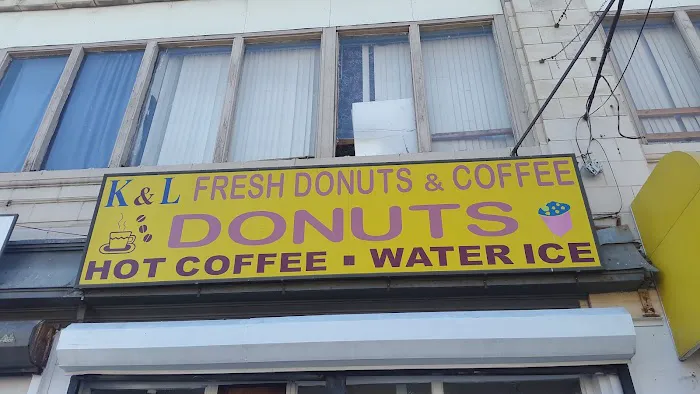 K & L FRESH DONUTS & COFFEE
DONUTS
HOT COFFEE ▪ WATER ICE